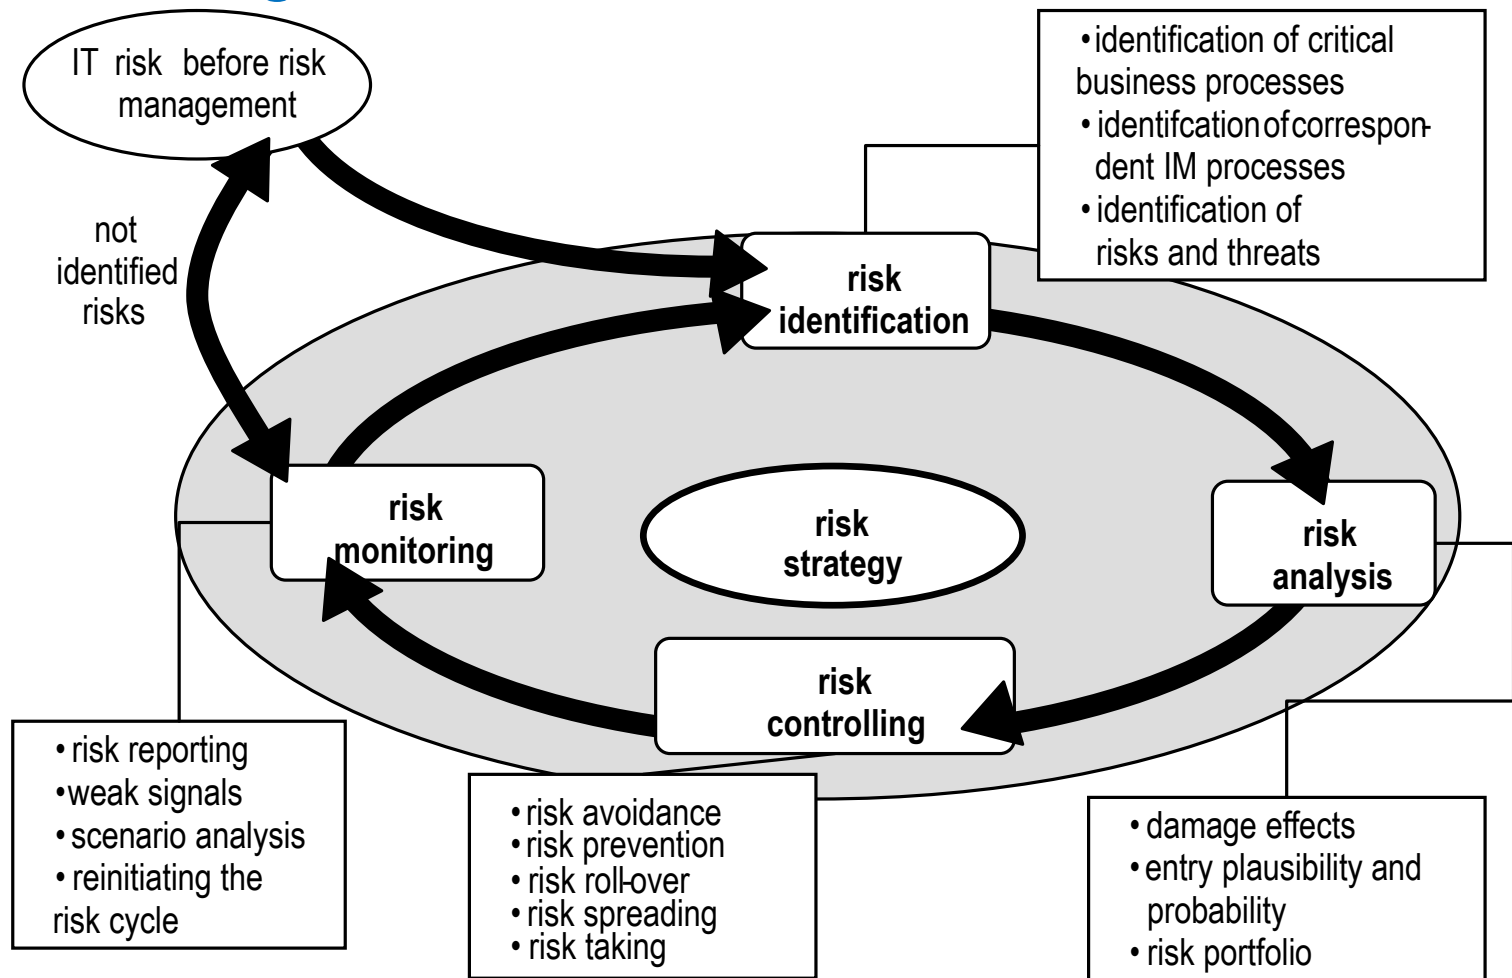 IT risk before risk
management
•identification of critical
business processes
• identifcationofcorrespon-
dent IM processes
• identification of
risks and threats
not
identified
risks
risk
identification
risk
monitoring
risk
strategy
risk
analysis
risk
controlling
• risk reporting
•weak signals
• scenario analysis
• reinitiating the
risk cycle
• risk avoidance
• risk prevention
• risk roll-over
• risk spreading
• risk taking
• damage effects
• entry plausibility and
probability
• risk portfolio